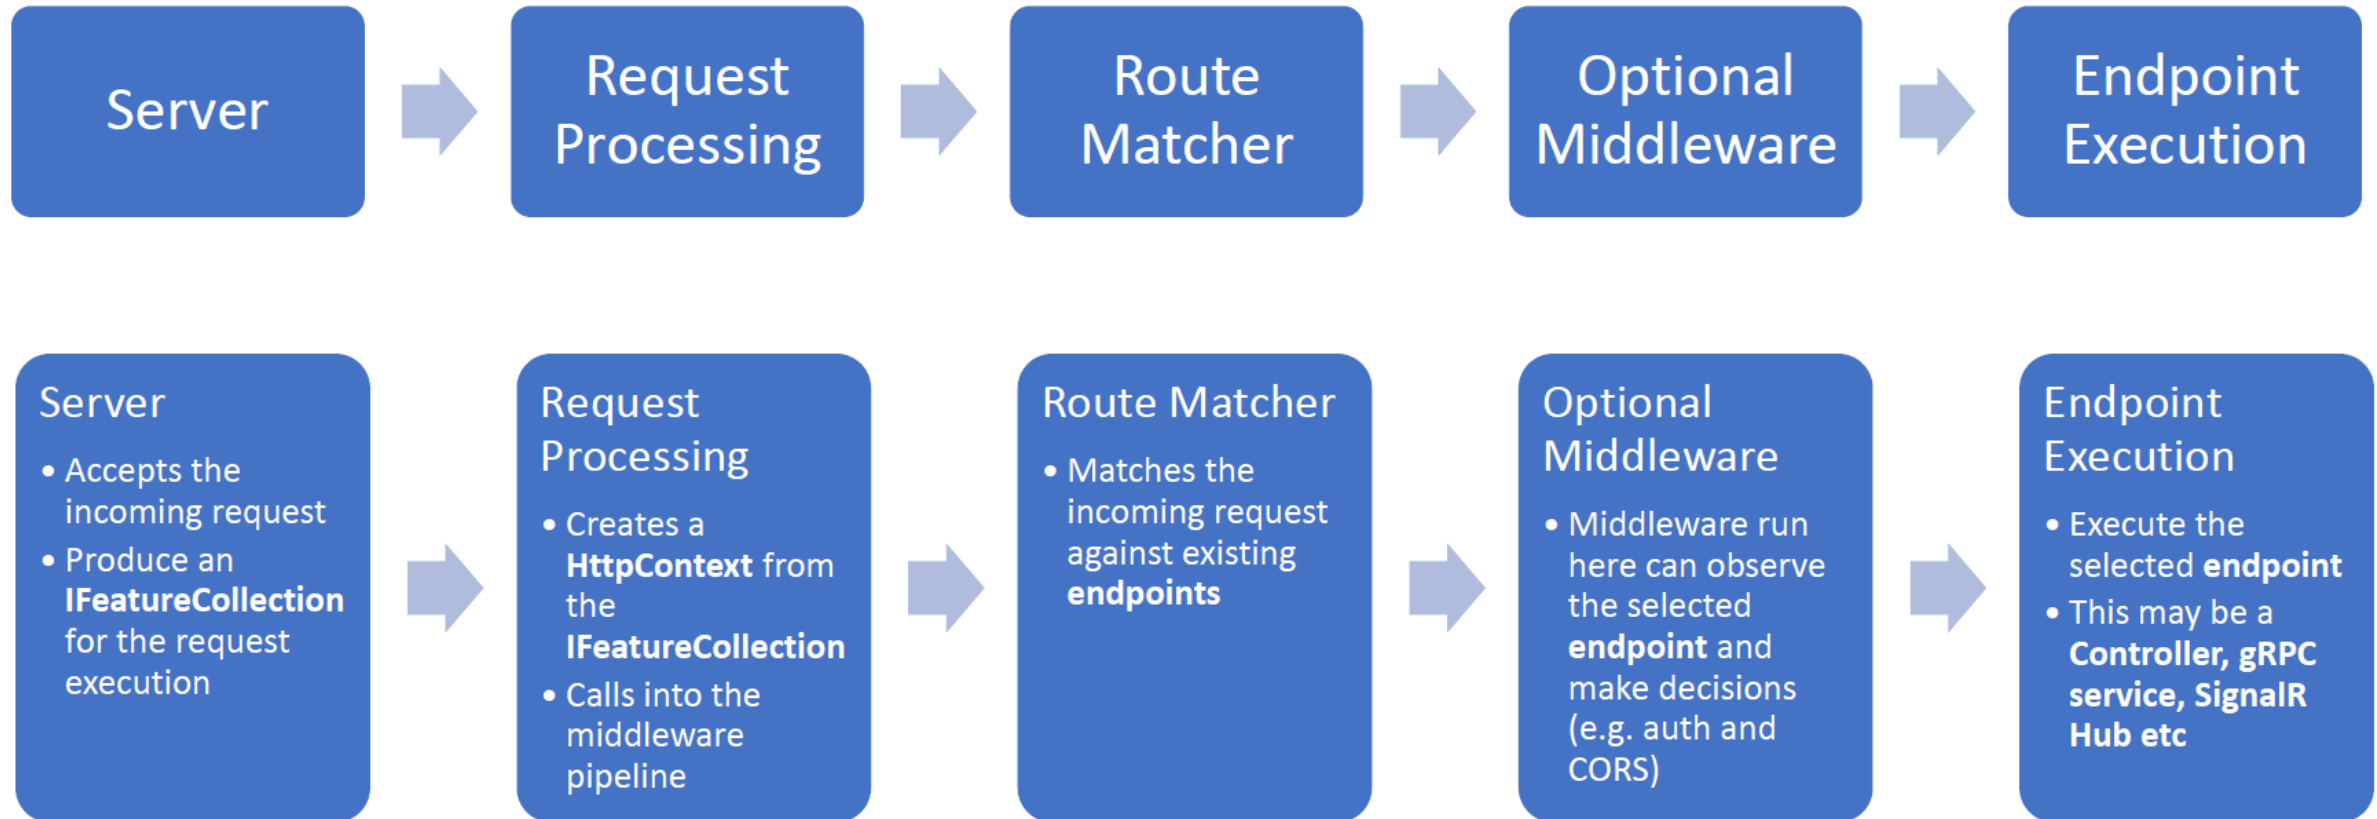 Server
Request
Processing
Route
Matcher
Optional
Middleware
Endpoint
Execution
Server
• Accepts the
incoming request
• Produce an
IFeatureCollection
for the request
execution
Request
Processing
• Creates a
HttpContext from
the
IFeatureCollection
• Calls into the
middleware
pipeline
Route Matcher
• Matches the
incoming request
against existing
endpoints
Optional
Middleware
• Middleware run
here can observe
the selected
endpoint and
make decisions
(e.g. auth and
CORS)
Endpoint
Execution
• Execute the
selected endpoint
• This may be a
Controller, gRPC
service, SignalR
Hub etc